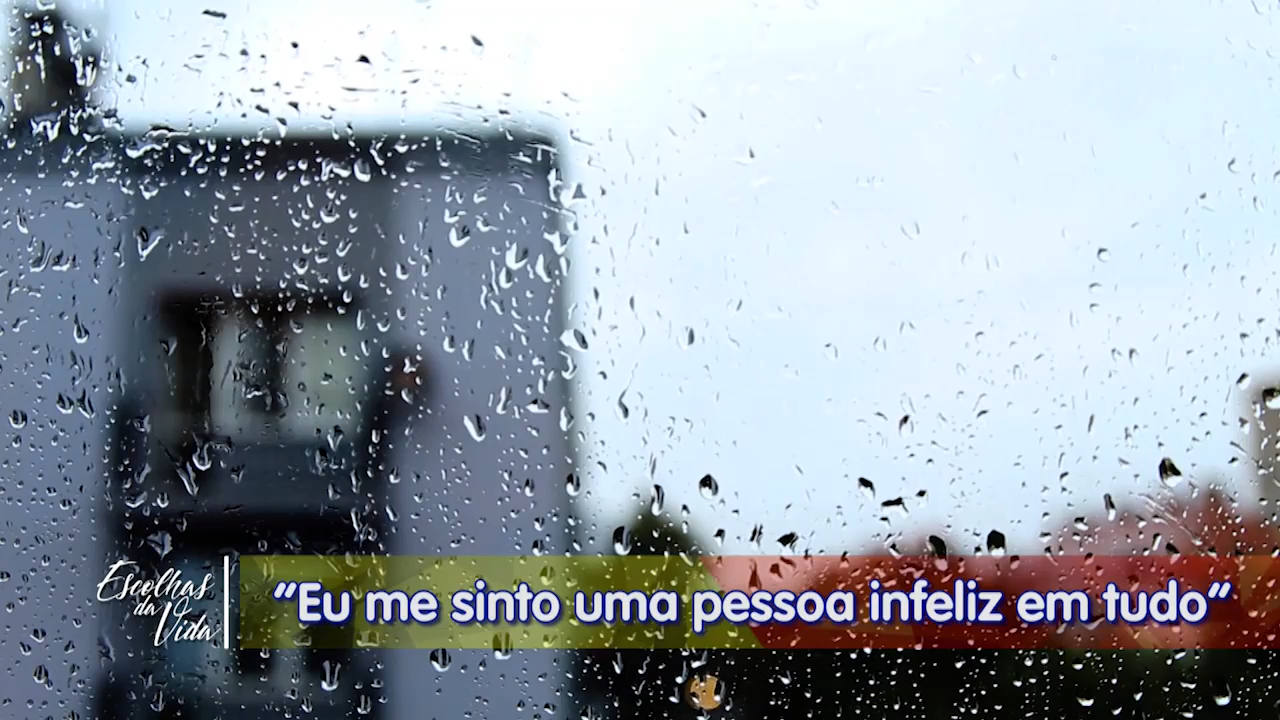 Escolhas
da
Vida
“Eu me sinto uma pessoa infeliz em tudo“